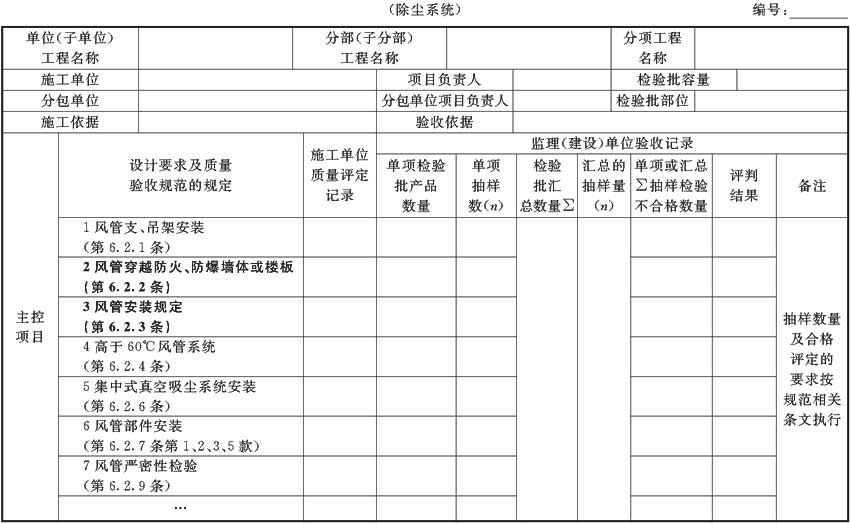 （除尘系统） 编号：
单位（子单位）
工程名称
分部（子分部）
工程名称
分项工程
名称
施工单位 项目负责人 检验批容量
分包单位 分包单位项目负责人 检验批部位
施工依据 验收依据
主控
项目
设计要求及质量
验收规范的规定
施工单位
质量评定
记录
监理（建设）单位验收记录
单项检验
批产品
数量
单项
抽样
数（n）
检验
批汇
总数量Σ
汇总的
抽样量
（n）
单项或汇总
Σ抽样检验
不合格数量
评判
结果
备注
1 风管支、吊架安装
（第 6.2.1 条）
2 风管穿越防火、防爆墙体或楼板
（第 6.2.2 条）
3 风管安装规定
（第 6.2.3 条）
4 高于 60℃风管系统
（第 6.2.4 条）
5 集中式真空吸尘系统安装
（第 6.2.6 条）
6 风管部件安装
（第 6.2.7 条第 1、2、3、5 款）
7 风管严密性检验
（第 6.2.9 条）
…
抽样数量
及合格
评定的
要求按
规范相关
条文执行